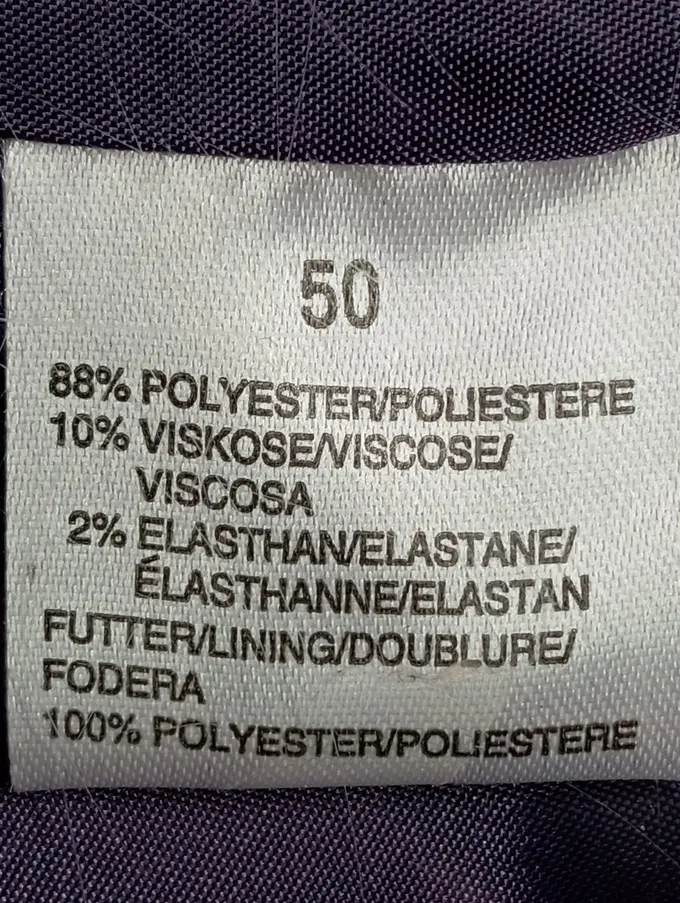 50
88% POLYESTER/POLIESTERE
10% VISKOSE/VISCOSE/
VISCOSA
2% ELASTHAN/ELASTANE/
ÉLASTHANNE/ELASTAN
FUTTER/LINING/DOUBLURE/
FODERA
100% POLYESTER/POLIESTERE